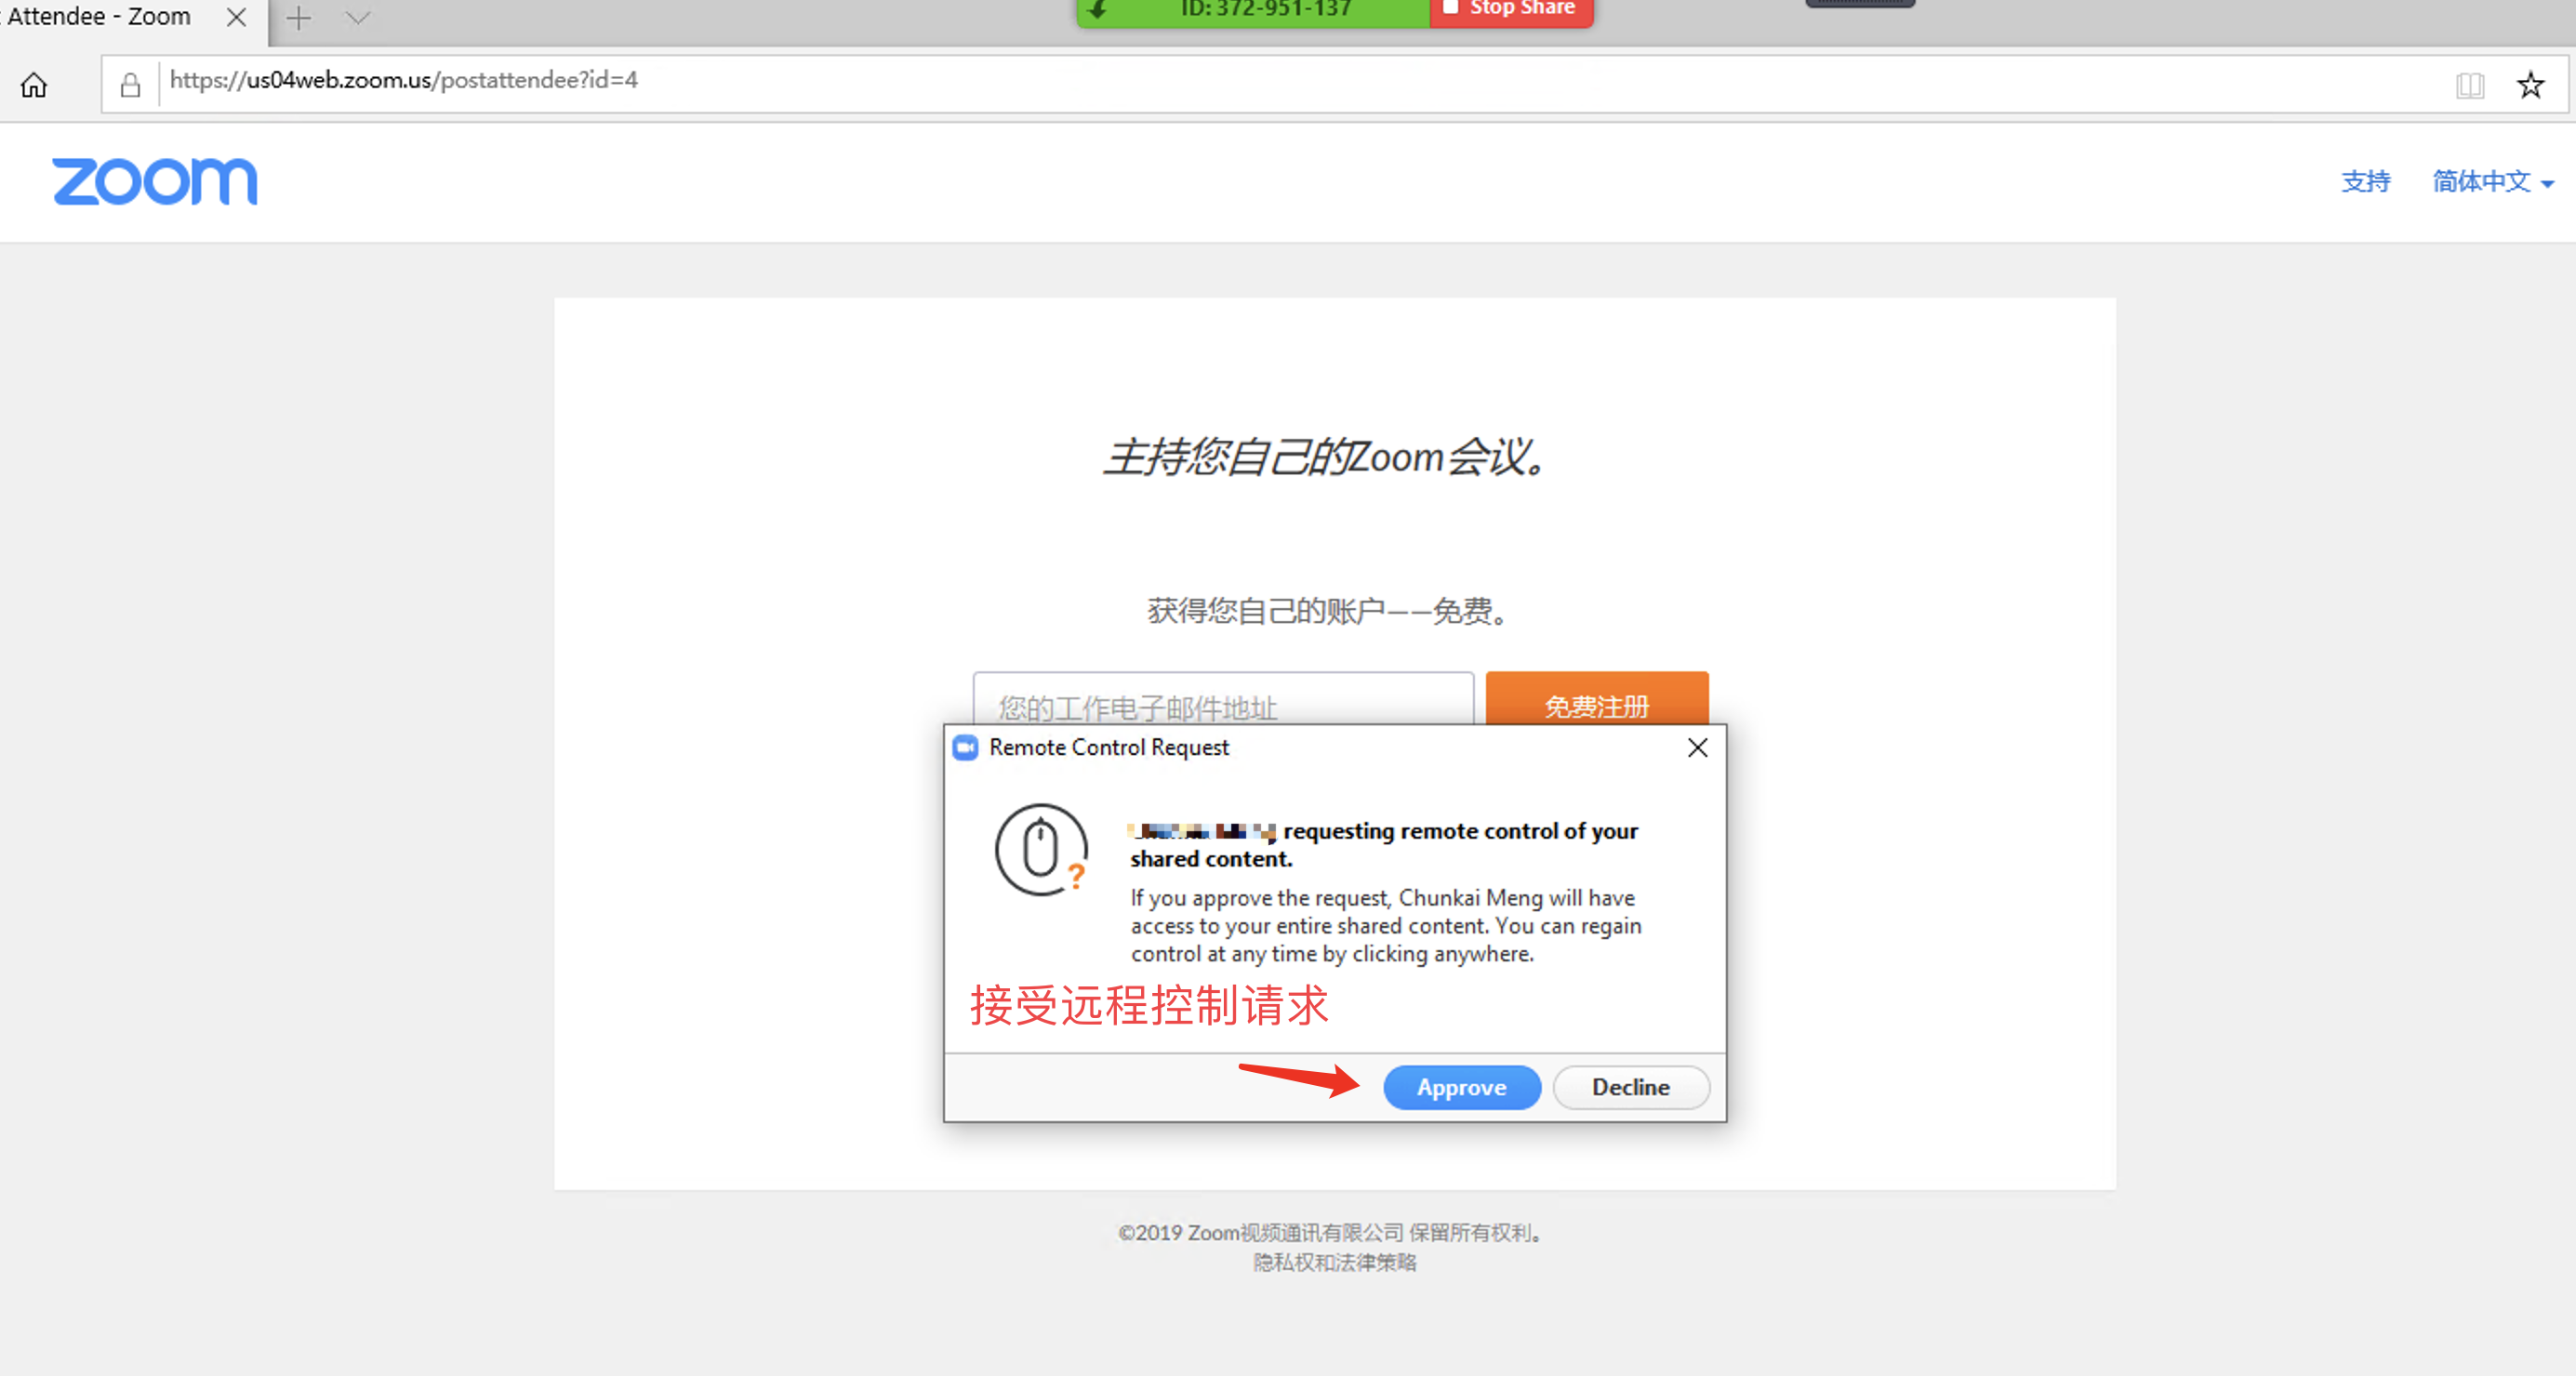 Attendee - Zoom
ID: 372-951-137
Stop Share
https://us04web.zoom.us/postattendee?id=4
zoom
支持
简体中文
主持您自己的Zoom会议。
获得您自己的账户——免费。
您的工作电子邮件地址
免费注册
Remote Control Request
requesting remote control of your
shared content.
If you approve the request, Chunkai Meng will have
access to your entire shared content. You can regain
control at any time by clicking anywhere.
接受远程控制请求
Approve
Decline
©2019 Zoom视频通讯有限公司 保留所有权利。
隐私权和法律策略